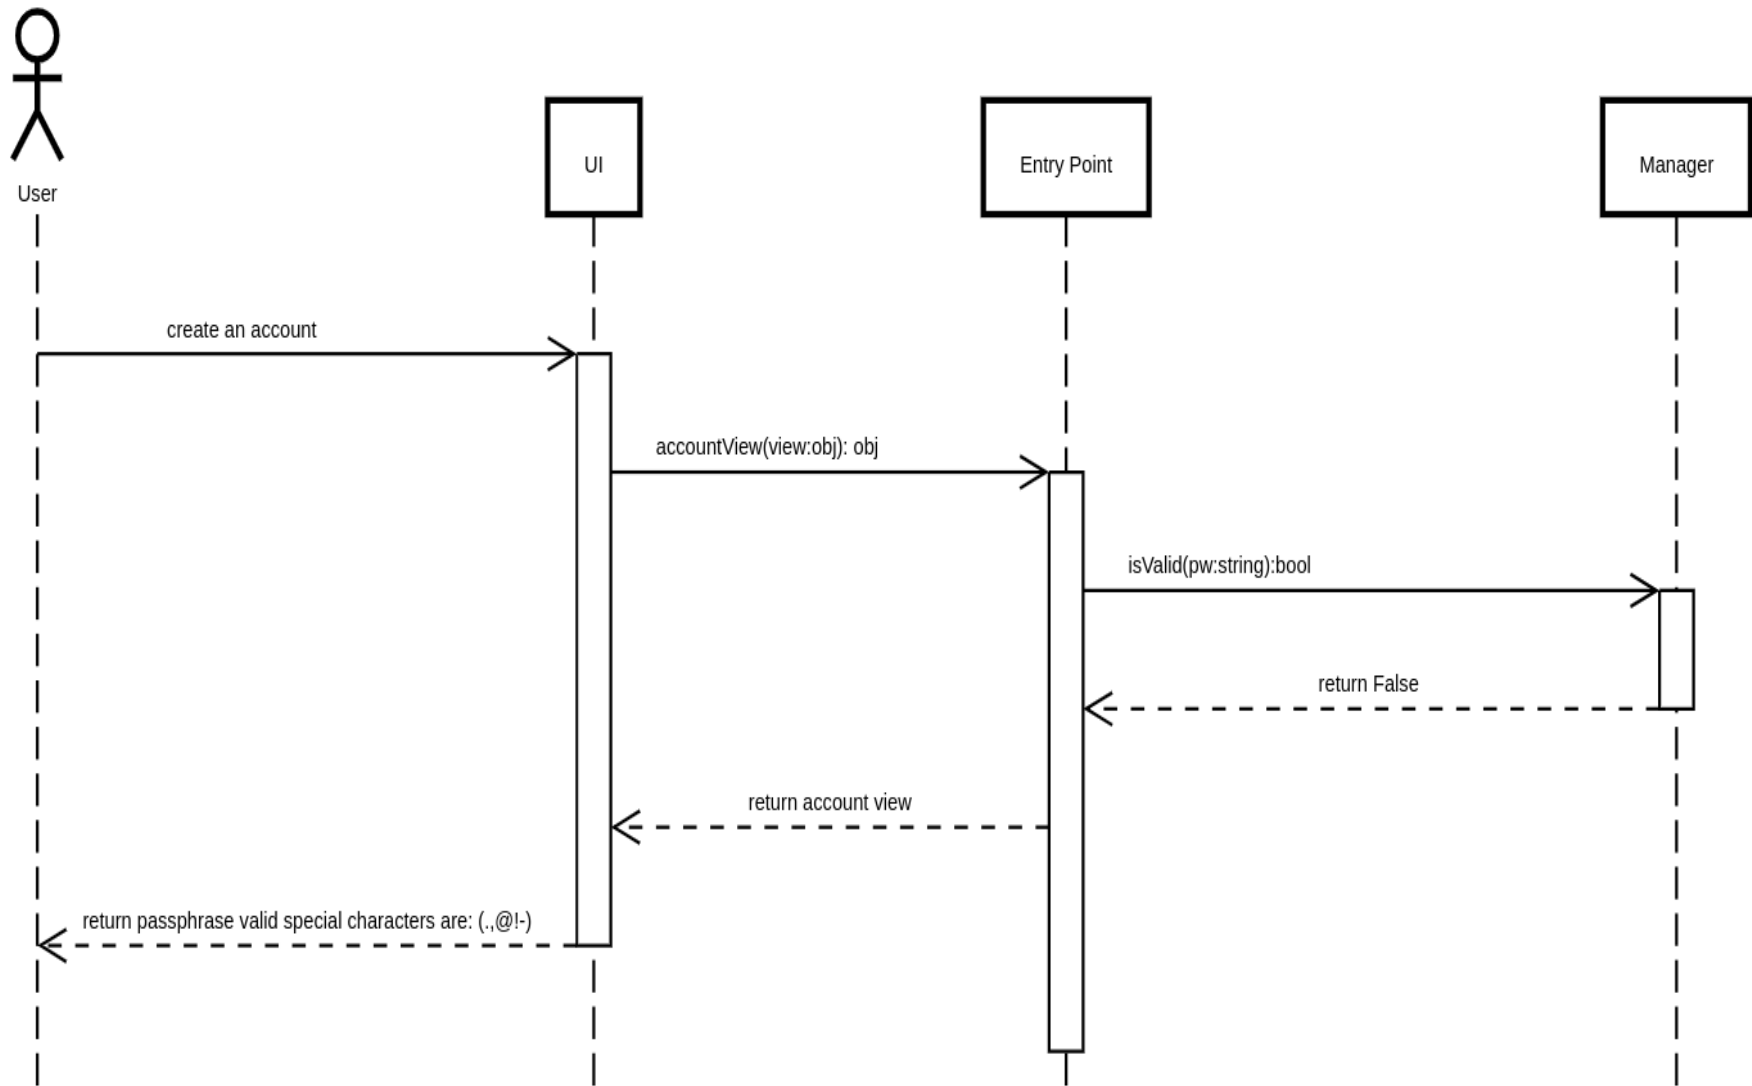 User
UI
Entry Point
Manager
create an account
accountView(view:obj): obj
isValid(pw:string):bool
return False
return account view
return passphrase valid special characters are: (.,@!-)